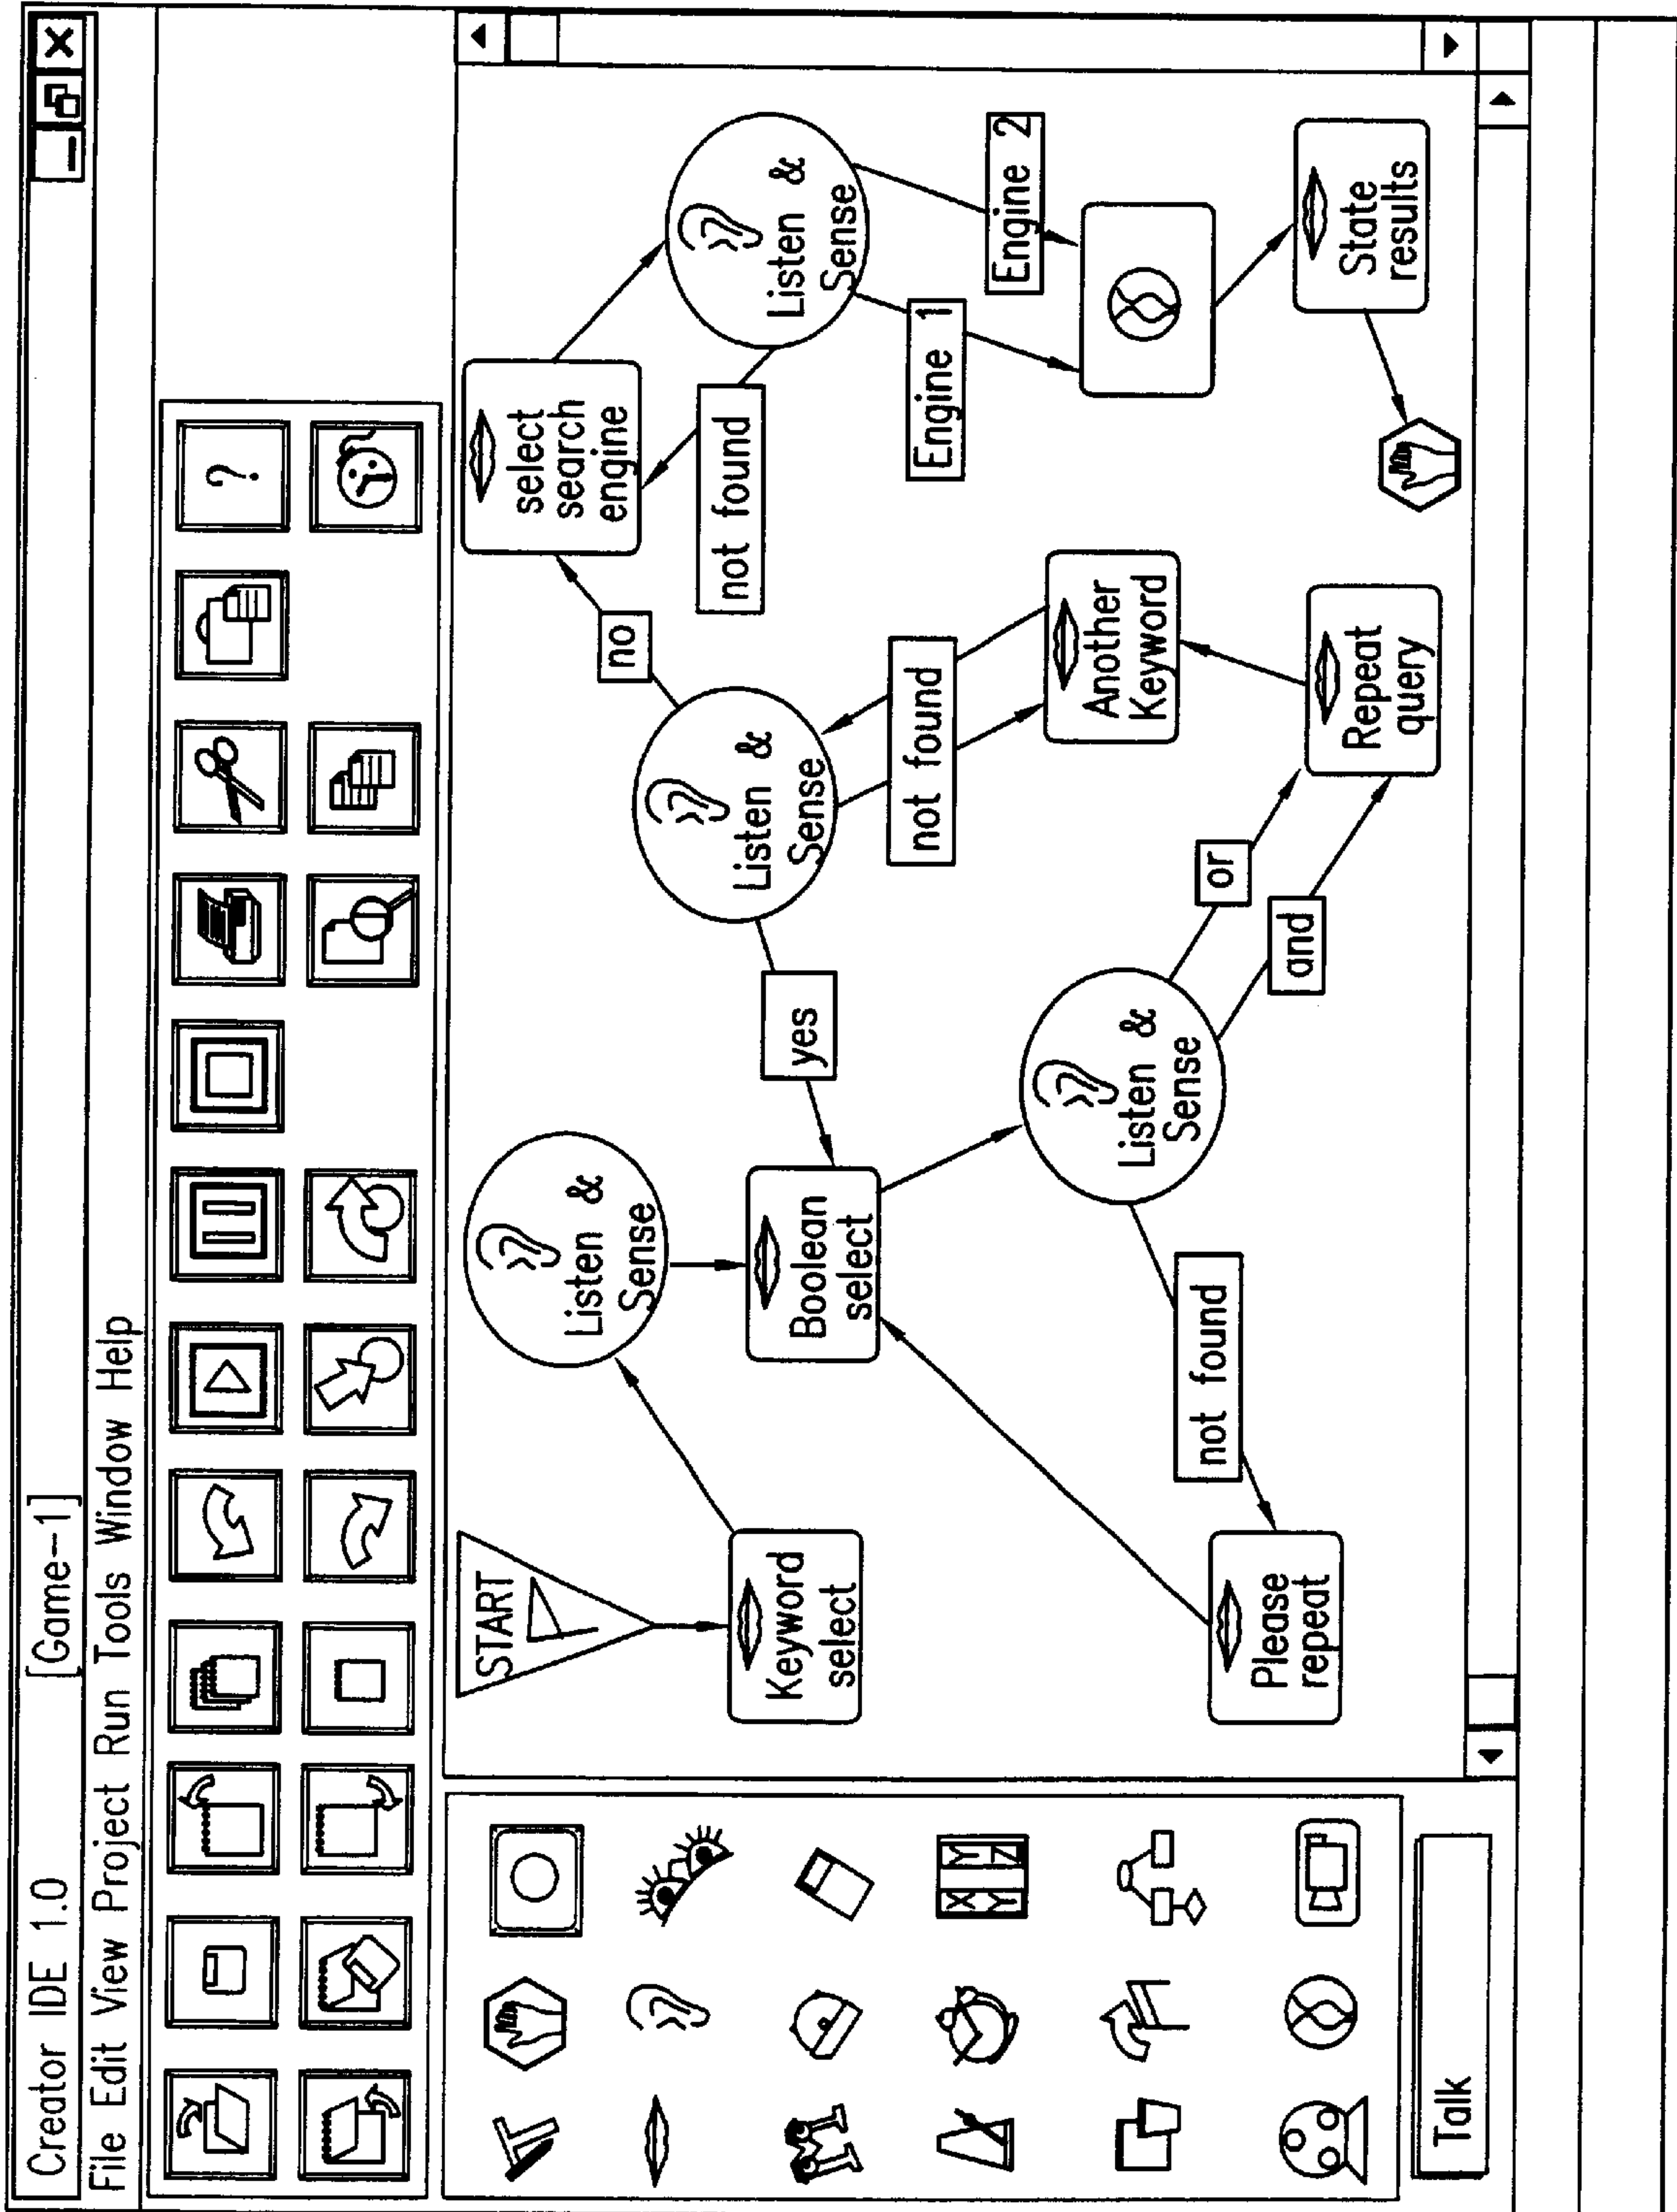 Creator IDE 1.0 [Game--1]
File Edit View Project Run Tools Window Help
?
X Y
Y Z
Talk
START
Keyword
select
Listen &
Sense
Boolean
select
yes
Listen &
Sense
no
select
search
engine
Listen &
Sense
not found
not found
Engine 1
Engine 2
Another
Keyword
Listen &
Sense
not found
or
and
Please
repeat
Repeat
query
State
results